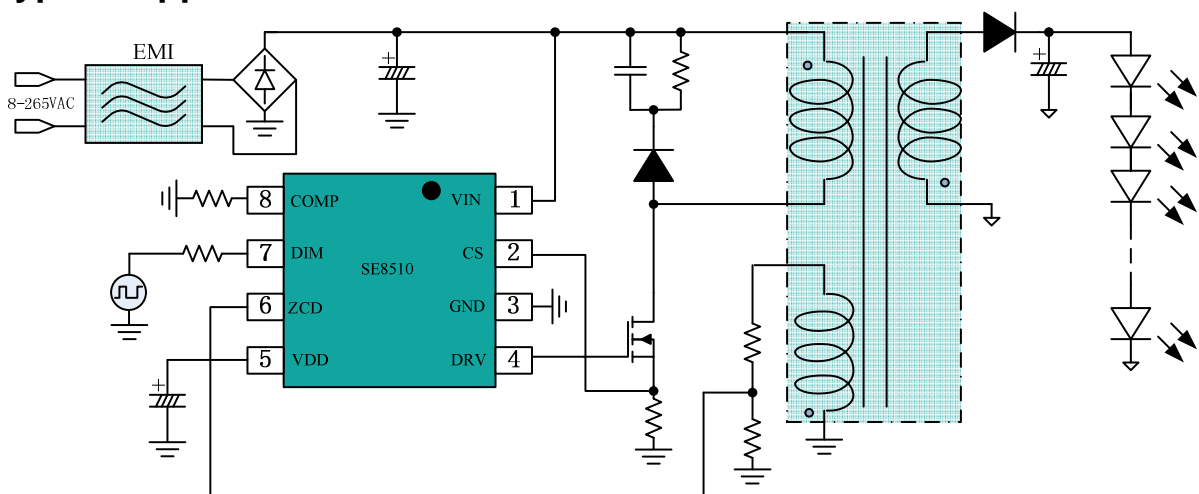 EMI
8-265VAC
8 COMP VIN 1
7 DIM CS 2
SE8510
6 ZCD GND 3
5 VDD DRV 4
+
+
+